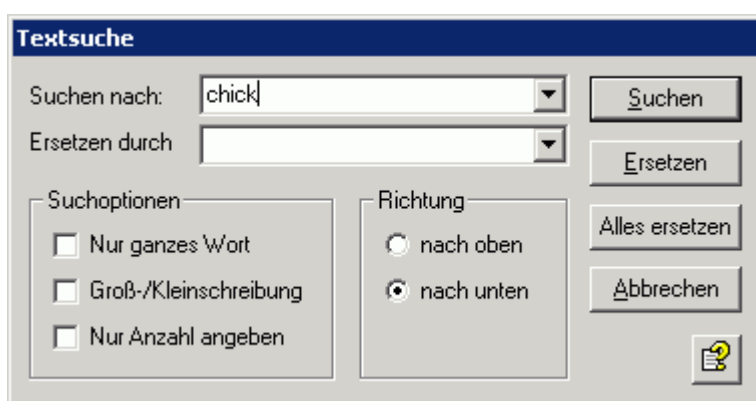 Textsuche
Suchen nach:
chick
Suchen
Ersetzen durch
Ersetzen
Suchoptionen
Richtung
Nur ganzes Wort
nach oben
Alles ersetzen
Groß-/Kleinschreibung
nach unten
Abbrechen
Nur Anzahl angeben